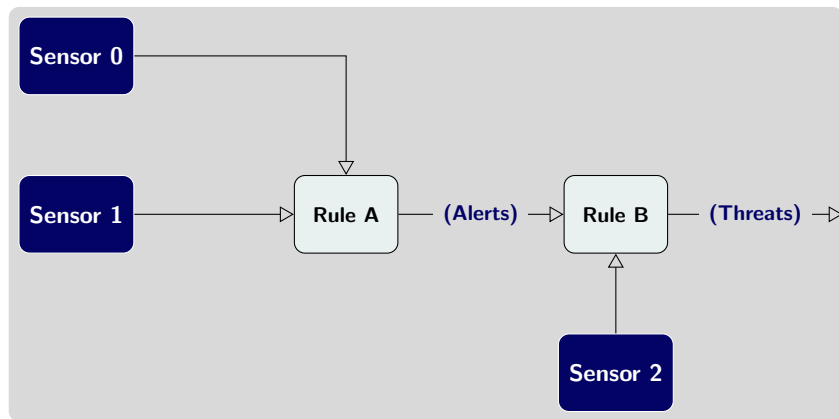 Sensor 0
Sensor 1
Rule A
(Alerts)
Rule B
(Threats)
Sensor 2